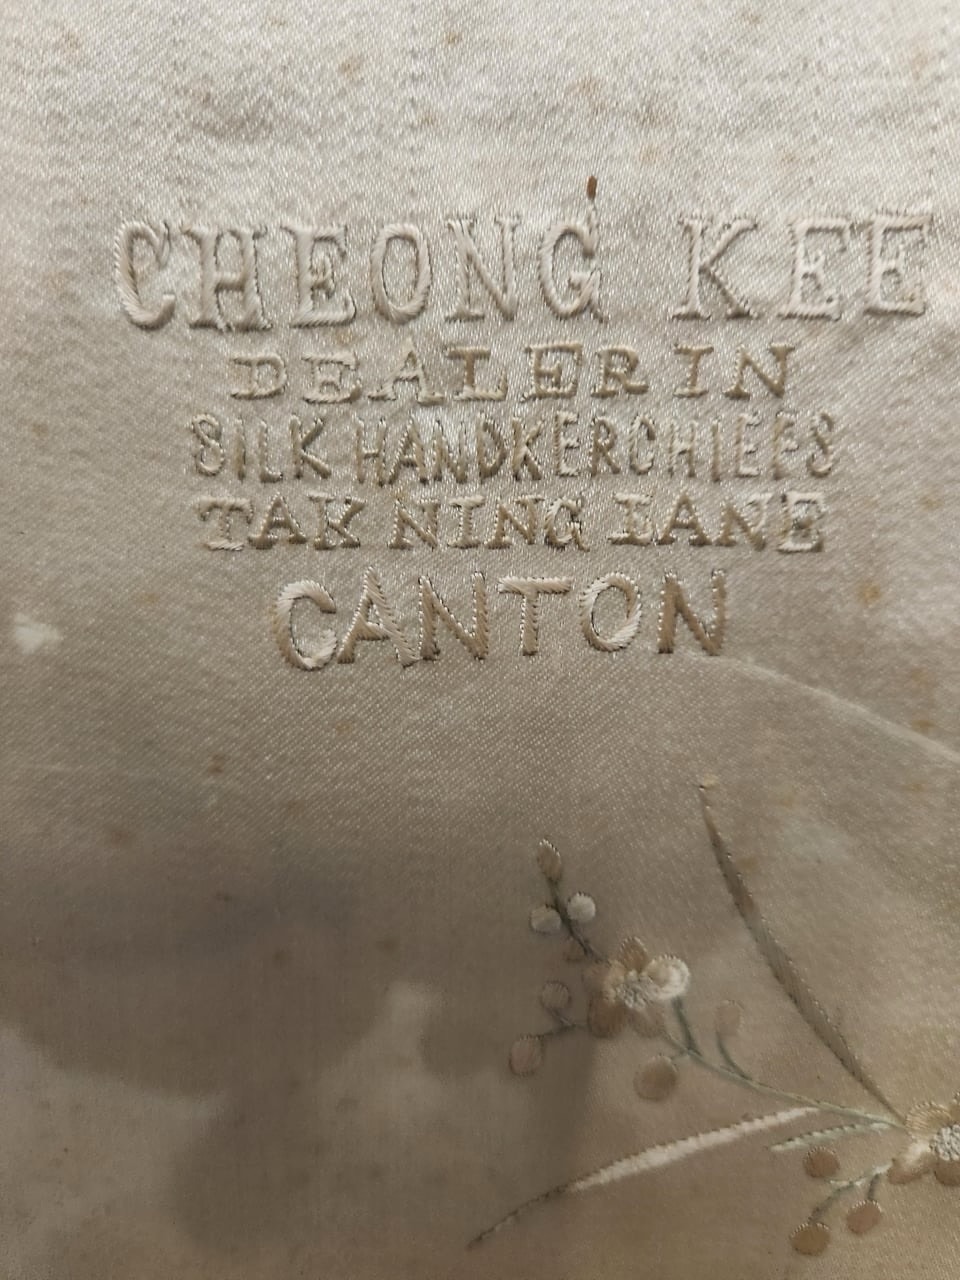 CHEONG KEE
DEALER IN
SILK HANDKERCHIEFS
TAK NING LANE
CANTON